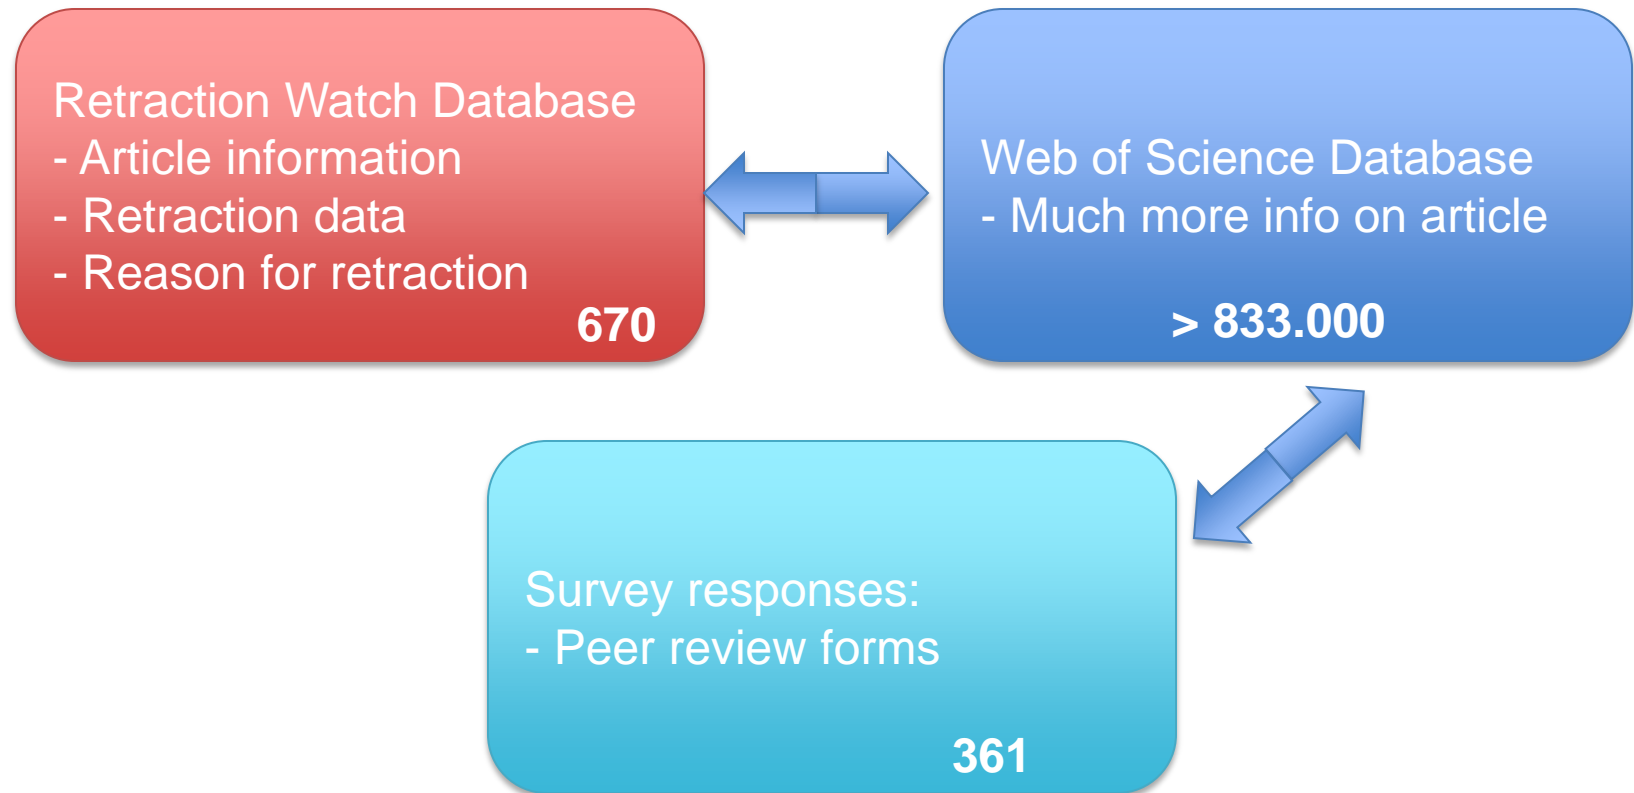 Retraction Watch Database
- Article information
- Retraction data
- Reason for retraction
670
Web of Science Database
- Much more info on article
> 833.000
Survey responses:
- Peer review forms
361